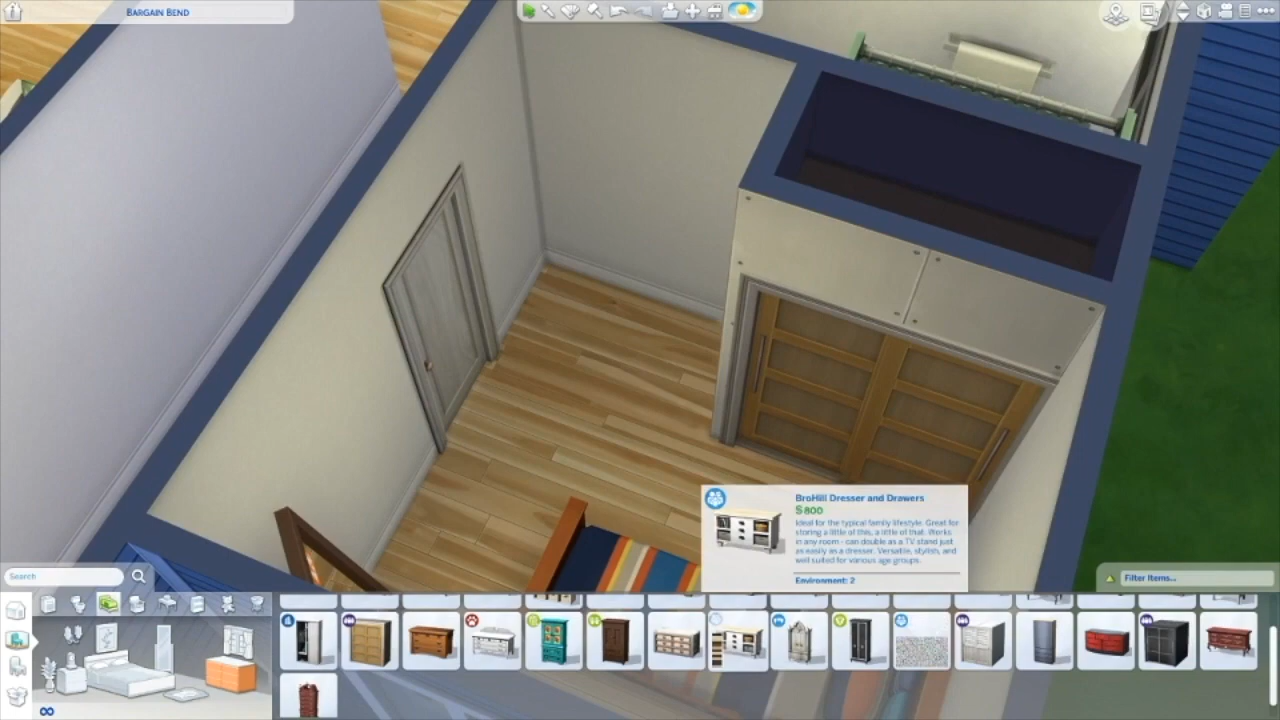 BARGAIN BEND
BroHill Dresser and Drawers
$800
Ideal for the typical family lifestyle. Great for
storing a little of this, a little of that. Works
in any room - can double as a TV stand just
as easily as a dresser. Versatile, stylish, and
well suited for various age groups.
Environment: 2
Search
Filter Items...